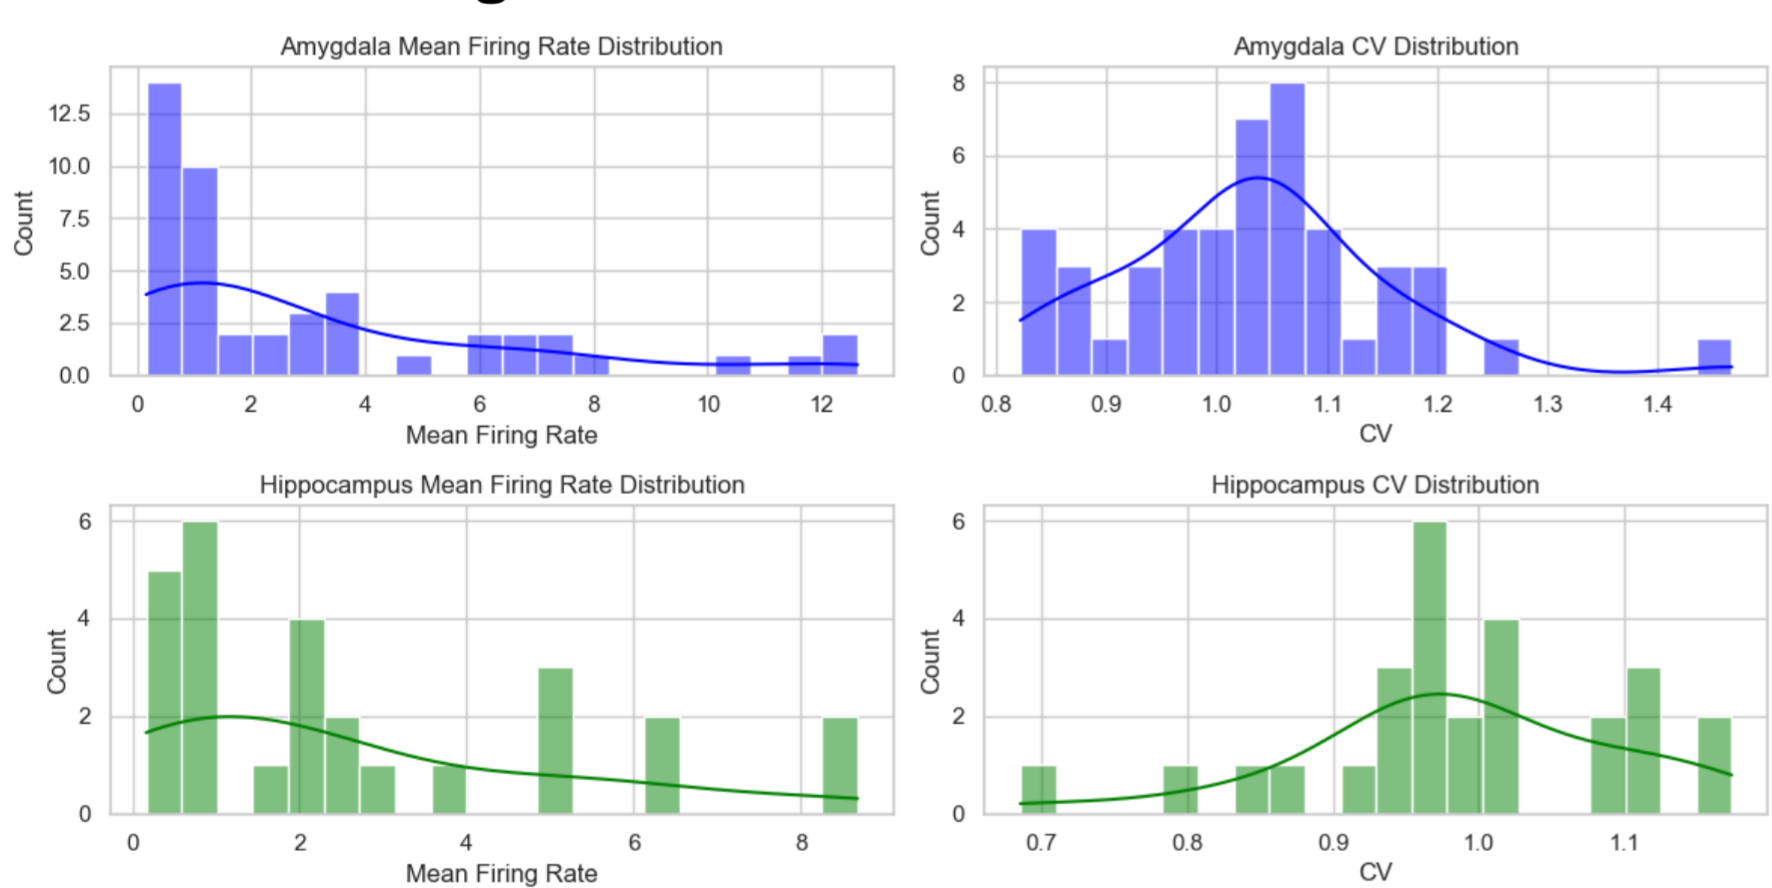 Amygdala Mean Firing Rate Distribution
Count
12.5
10.0
7.5
5.0
2.5
0.0
0 2 4 6 8 10 12
Mean Firing Rate
Amygdala CV Distribution
Count
8
6
4
2
0
0.8 0.9 1.0 1.1 1.2 1.3 1.4
CV
Hippocampus Mean Firing Rate Distribution
Count
6
4
2
0
0 2 4 6 8
Mean Firing Rate
Hippocampus CV Distribution
Count
6
4
2
0
0.7 0.8 0.9 1.0 1.1
CV